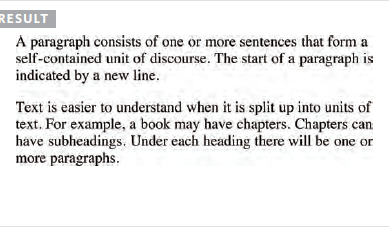 RESULT
A paragraph consists of one or more sentences that form a
self-contained unit of discourse. The start of a paragraph is
indicated by a new line.
Text is easier to understand when it is split up into units of
text. For example, a book may have chapters. Chapters can
have subheadings. Under each heading there will be one or
more paragraphs.